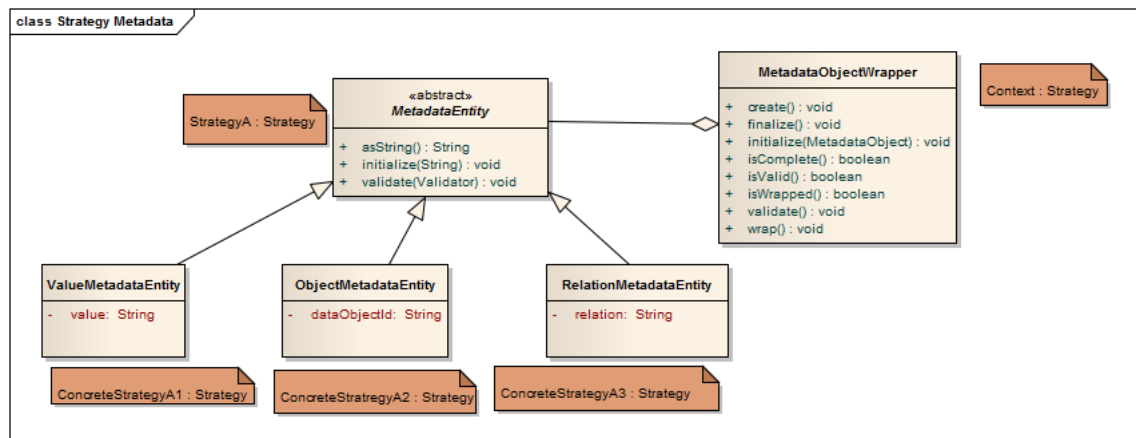 class Strategy Metadata
StrategyA : Strategy
«abstract»
MetadataEntity
+ asString() : String
+ initialize(String) : void
+ validate(Validator) : void
MetadataObjectWrapper
+ create() : void
+ finalize() : void
+ initialize(MetadataObject) : void
+ isComplete() : boolean
+ isValid() : boolean
+ isWrapped() : boolean
+ validate() : void
+ wrap() : void
Context : Strategy
ValueMetadataEntity
- value: String
ObjectMetadataEntity
- dataObjectId: String
RelationMetadataEntity
- relation: String
ConcreteStrategyA1 : Strategy
ConcreteStratregyA2 : Strategy
ConcreteStrategyA3 : Strategy